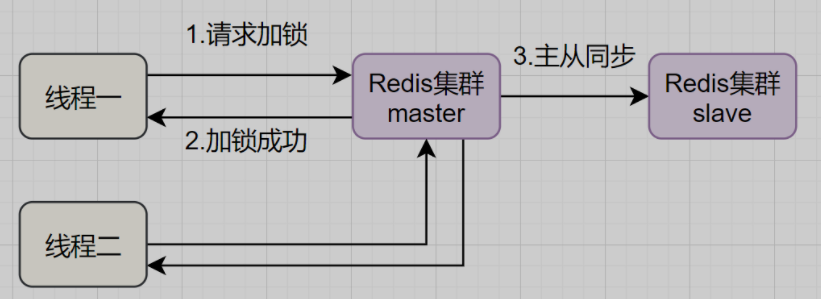 1.请求加锁
3.主从同步
线程一
Redis集群
master
Redis集群
slave
2.加锁成功
线程二